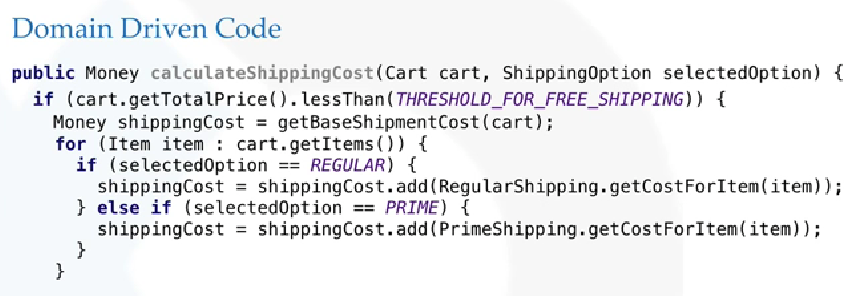 Domain Driven Code
public Money calculateShippingCost(Cart cart, ShippingOption selectedOption) {
if (cart.getTotalPrice().lessThan(THRESHOLD_FOR_FREE_SHIPPING)) {
Money shippingCost = getBaseShipmentCost(cart);
for (Item item : cart.getItems()) {
if (selectedOption == REGULAR) {
shippingCost = shippingCost.add(RegularShipping.getCostForItem(item));
} else if (selectedOption == PRIME) {
shippingCost = shippingCost.add(PrimeShipping.getCostForItem(item));
}
}